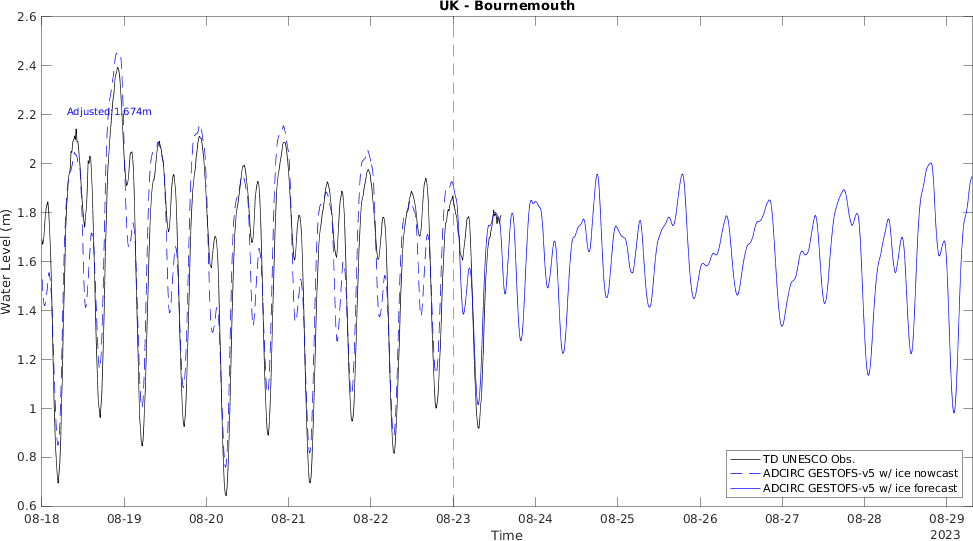 UK - Bournemouth
2.6
2.4
2.2
2
1.8
1.6
1.4
1.2
1
0.8
0.6
Water Level (m)
Adjusted:1.674m
TD UNESCO Obs.
ADCIRC GESTOFS-v5 w/ ice nowcast
ADCIRC GESTOFS-v5 w/ ice forecast
08-18 08-19 08-20 08-21 08-22 08-23 08-24 08-25 08-26 08-27 08-28 08-29
Time
2023